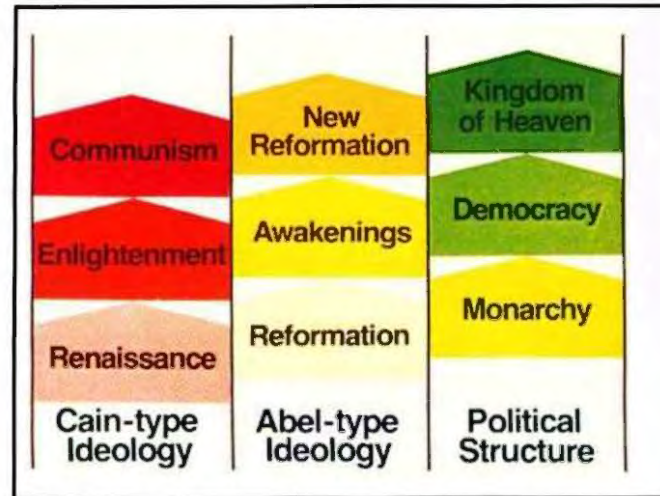 Communism
Enlightenment
Renaissance
Cain-type
Ideology
New
Reformation
Awakenings
Reformation
Abel-type
Ideology
Kingdom
of Heaven
Democracy
Monarchy
Political
Structure